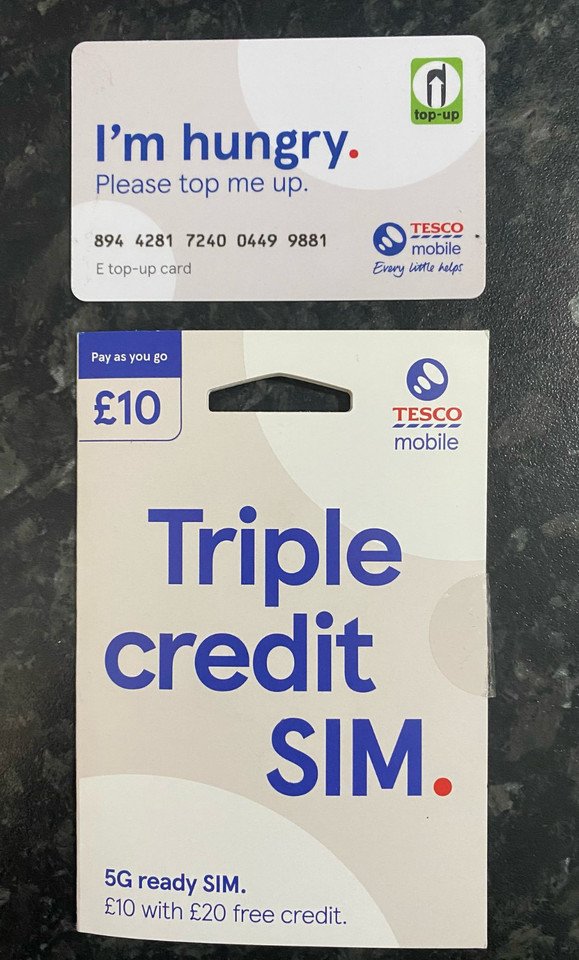 top-up
I'm hungry.
Please top me up.
894 4281 7240 0449 9881
E top-up card
TESCO
mobile
Every little helps
Pay as you go
£10
TESCO
mobile
Triple
credit
SIM.
5G ready SIM.
£10 with £20 free credit.